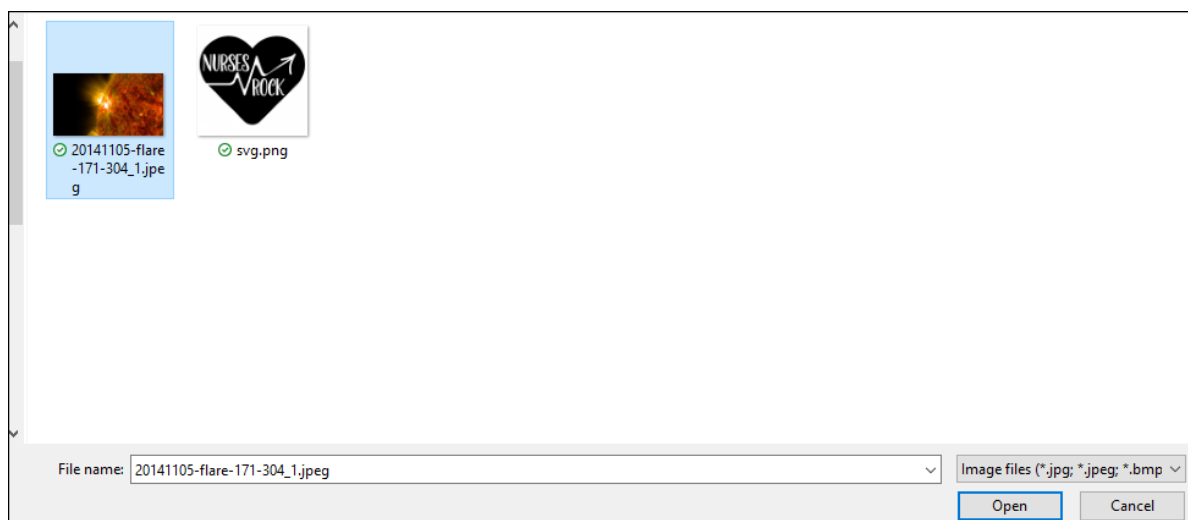 NURSES
ROCK
20141105-flare
-171-304_1.jpe
g
svg.png
File name:
20141105-flare-171-304_1.jpeg
Image files (*.jpg; *.jpeg; *.bmp
Open
Cancel